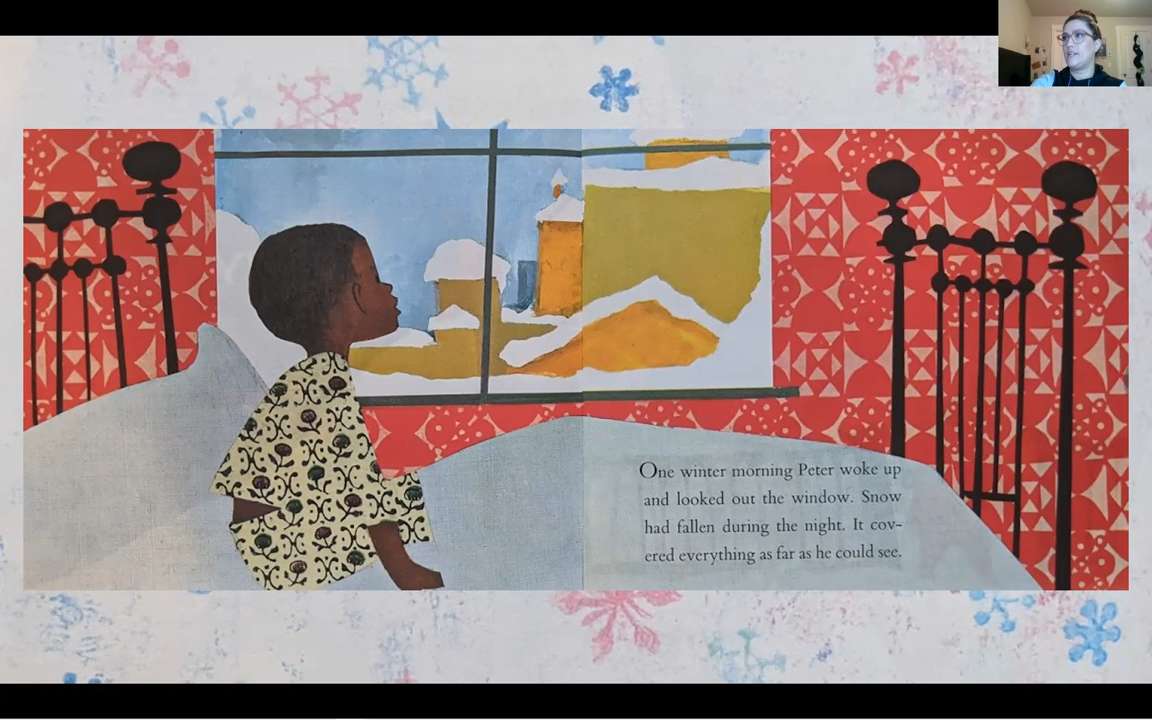 One winter morning Peter woke up
and looked out the window. Snow
had fallen during the night. It cov-
ered everything as far as he could see.